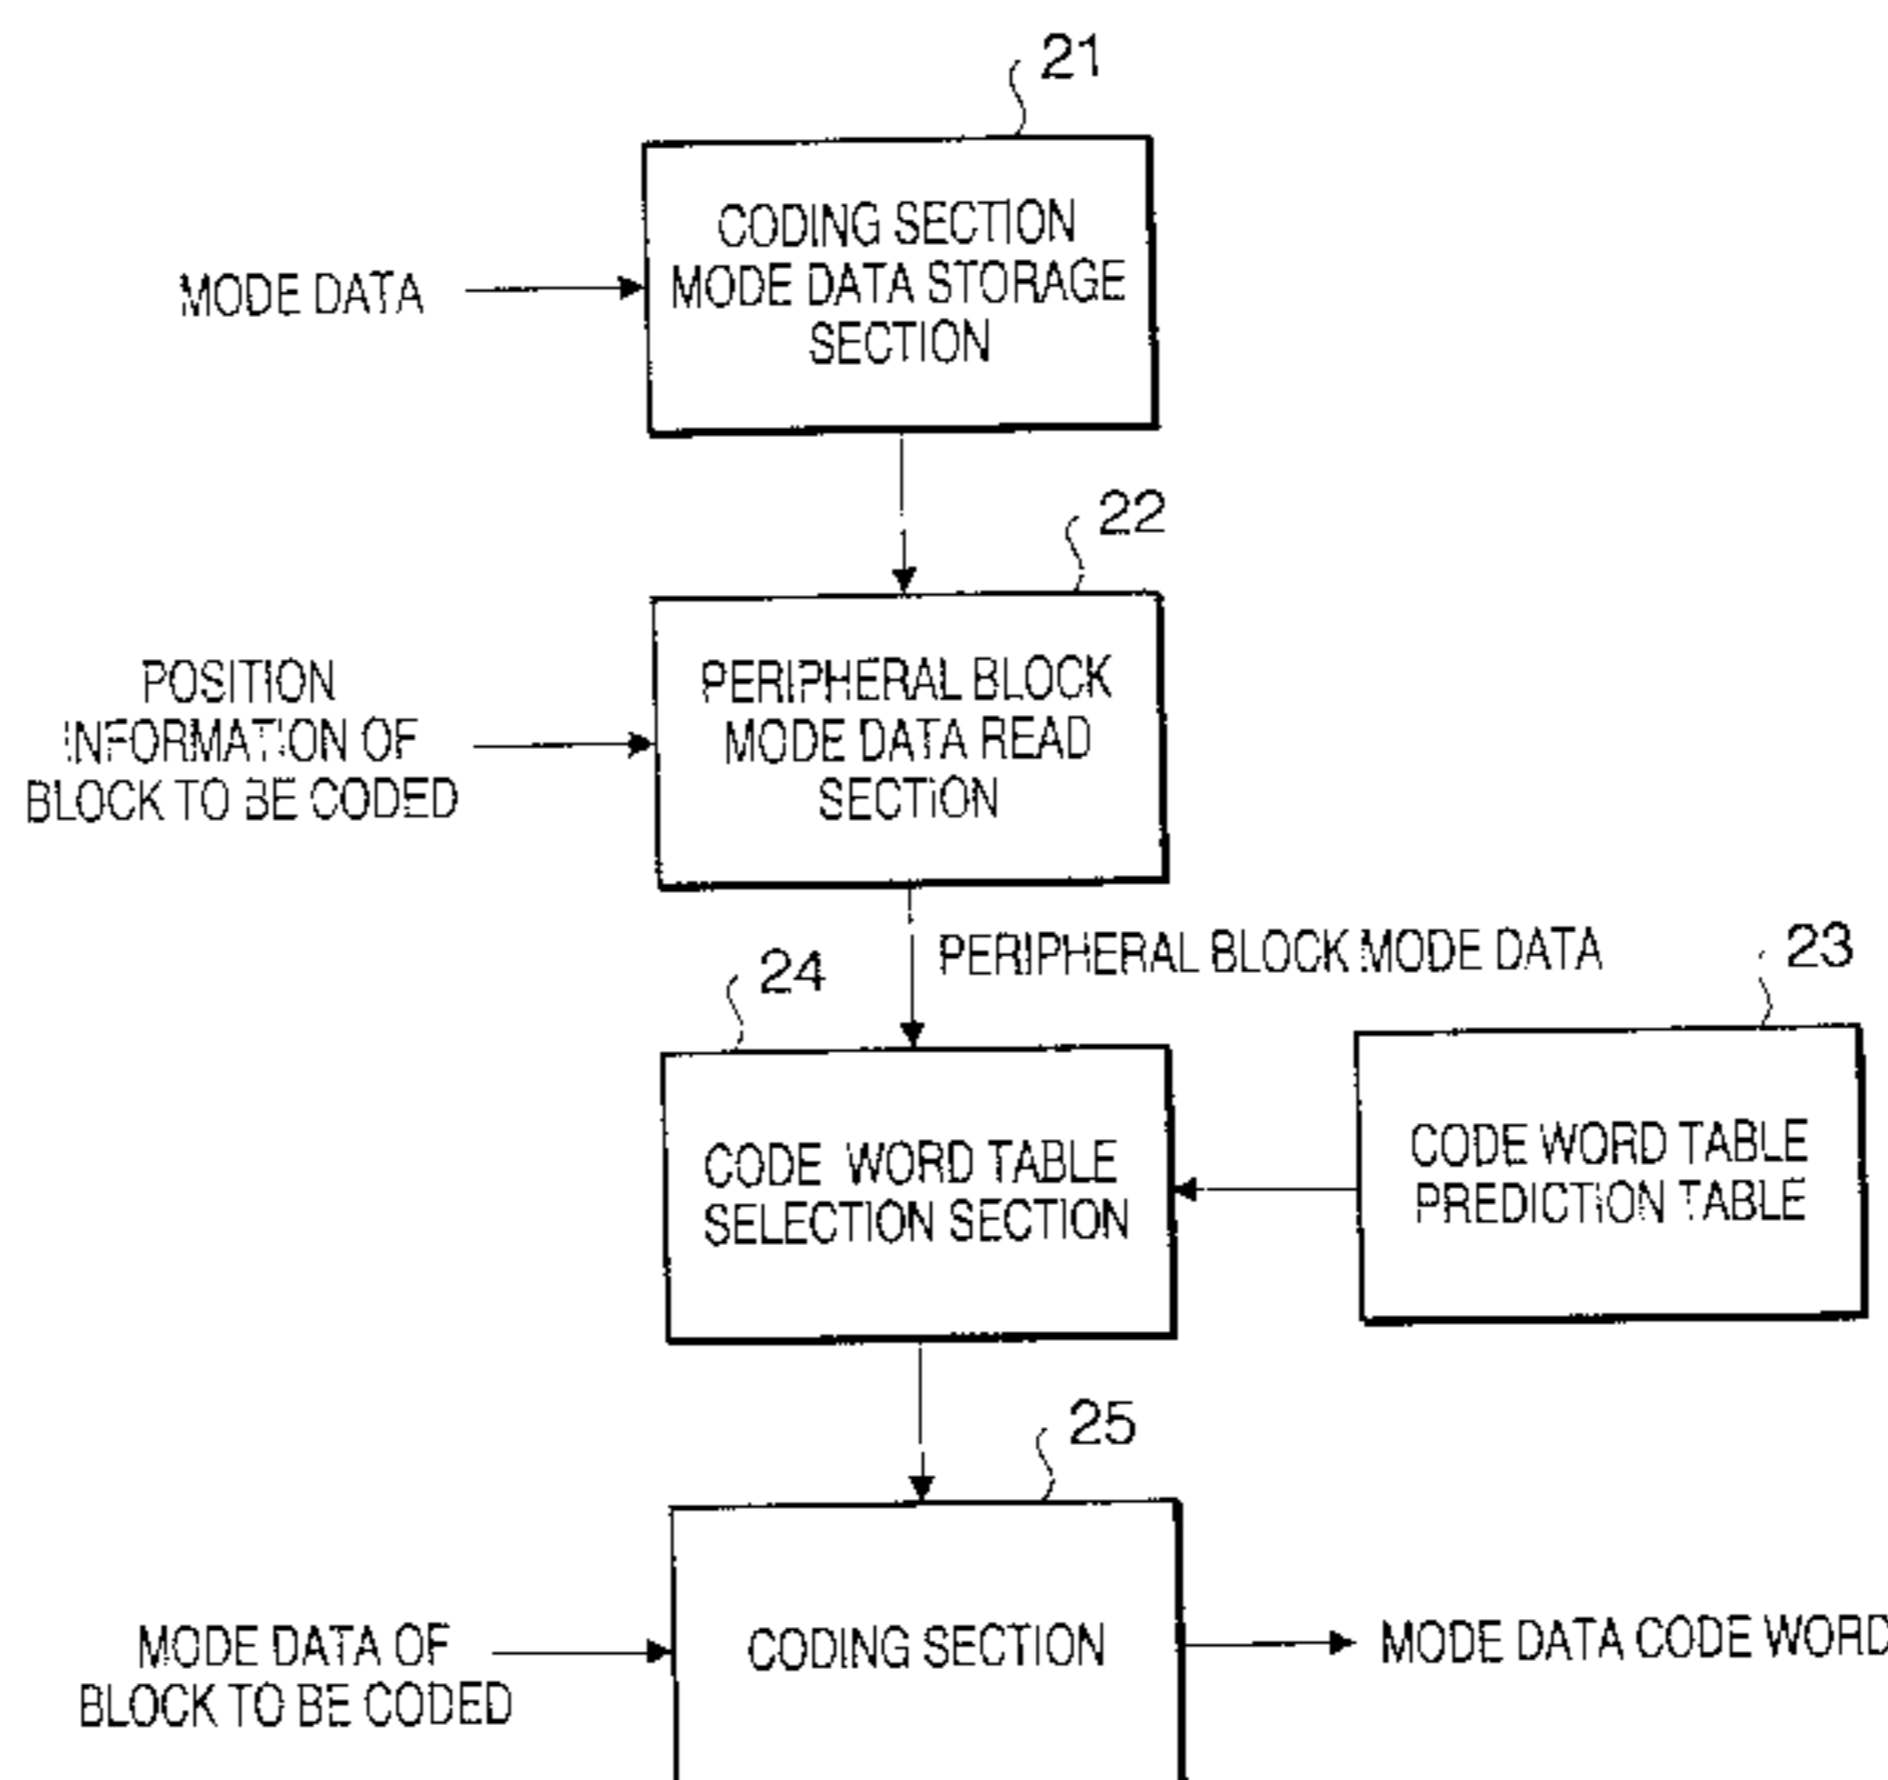 21
CODING SECTION
MODE DATA STORAGE
SECTION
MODE DATA
22
PERIPHERAL BLOCK
MODE DATA READ
SECTION
POSITION
INFORMATION OF
BLOCK TO BE CODED
PERIPHERAL BLOCK MODE DATA
23
24
CODE WORD TABLE
SELECTION SECTION
CODE WORD TABLE
PREDICTION TABLE
25
CODING SECTION
MODE DATA OF
BLOCK TO BE CODED
MODE DATA CODE WORD